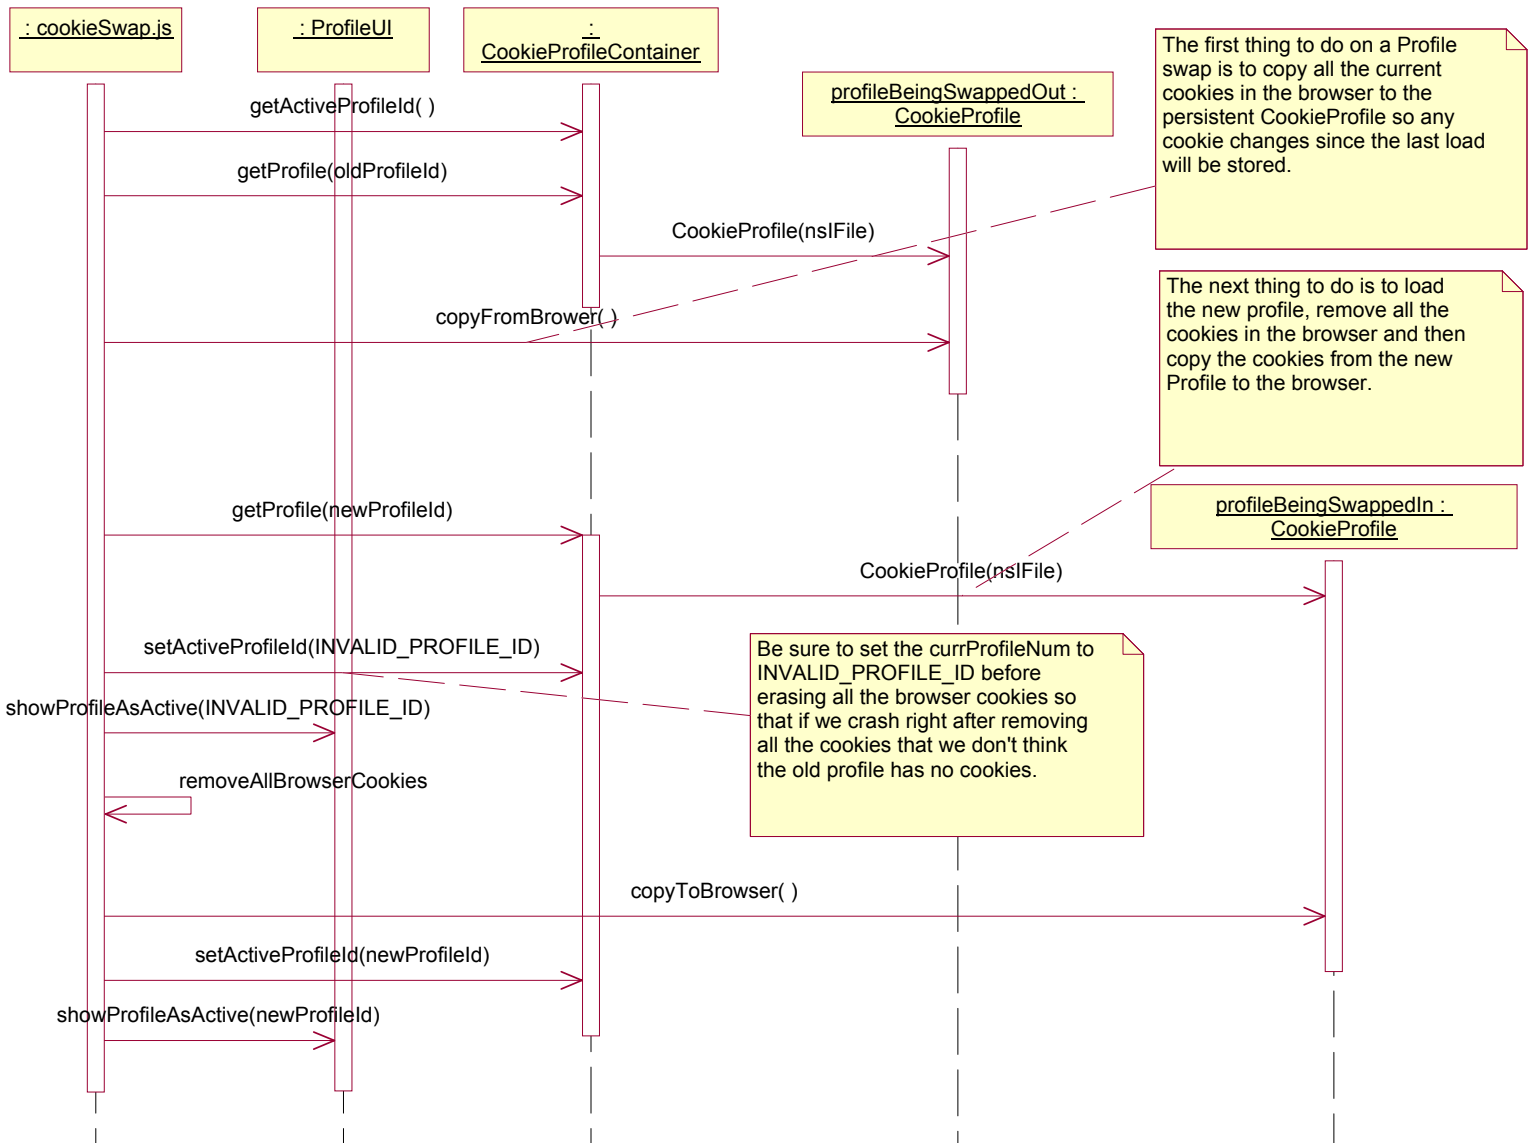 : cookieSwap.js
: ProfileUI
:
CookieProfileContainer
profileBeingSwappedOut :
CookieProfile
The first thing to do on a Profile
swap is to copy all the current
cookies in the browser to the
persistent CookieProfile so any
cookie changes since the last load
will be stored.
getActiveProfileId( )
getProfile(oldProfileId)
CookieProfile(nsIFile)
copyFromBrower( )
The next thing to do is to load
the new profile, remove all the
cookies in the browser and then
copy the cookies from the new
Profile to the browser.
getProfile(newProfileId)
profileBeingSwappedIn :
CookieProfile
CookieProfile(nsIFile)
setActiveProfileId(INVALID_PROFILE_ID)
Be sure to set the currProfileNum to
INVALID_PROFILE_ID before
erasing all the browser cookies so
that if we crash right after removing
all the cookies that we don't think
the old profile has no cookies.
showProfileAsActive(INVALID_PROFILE_ID)
removeAllBrowserCookies
copyToBrowser( )
setActiveProfileId(newProfileId)
showProfileAsActive(newProfileId)